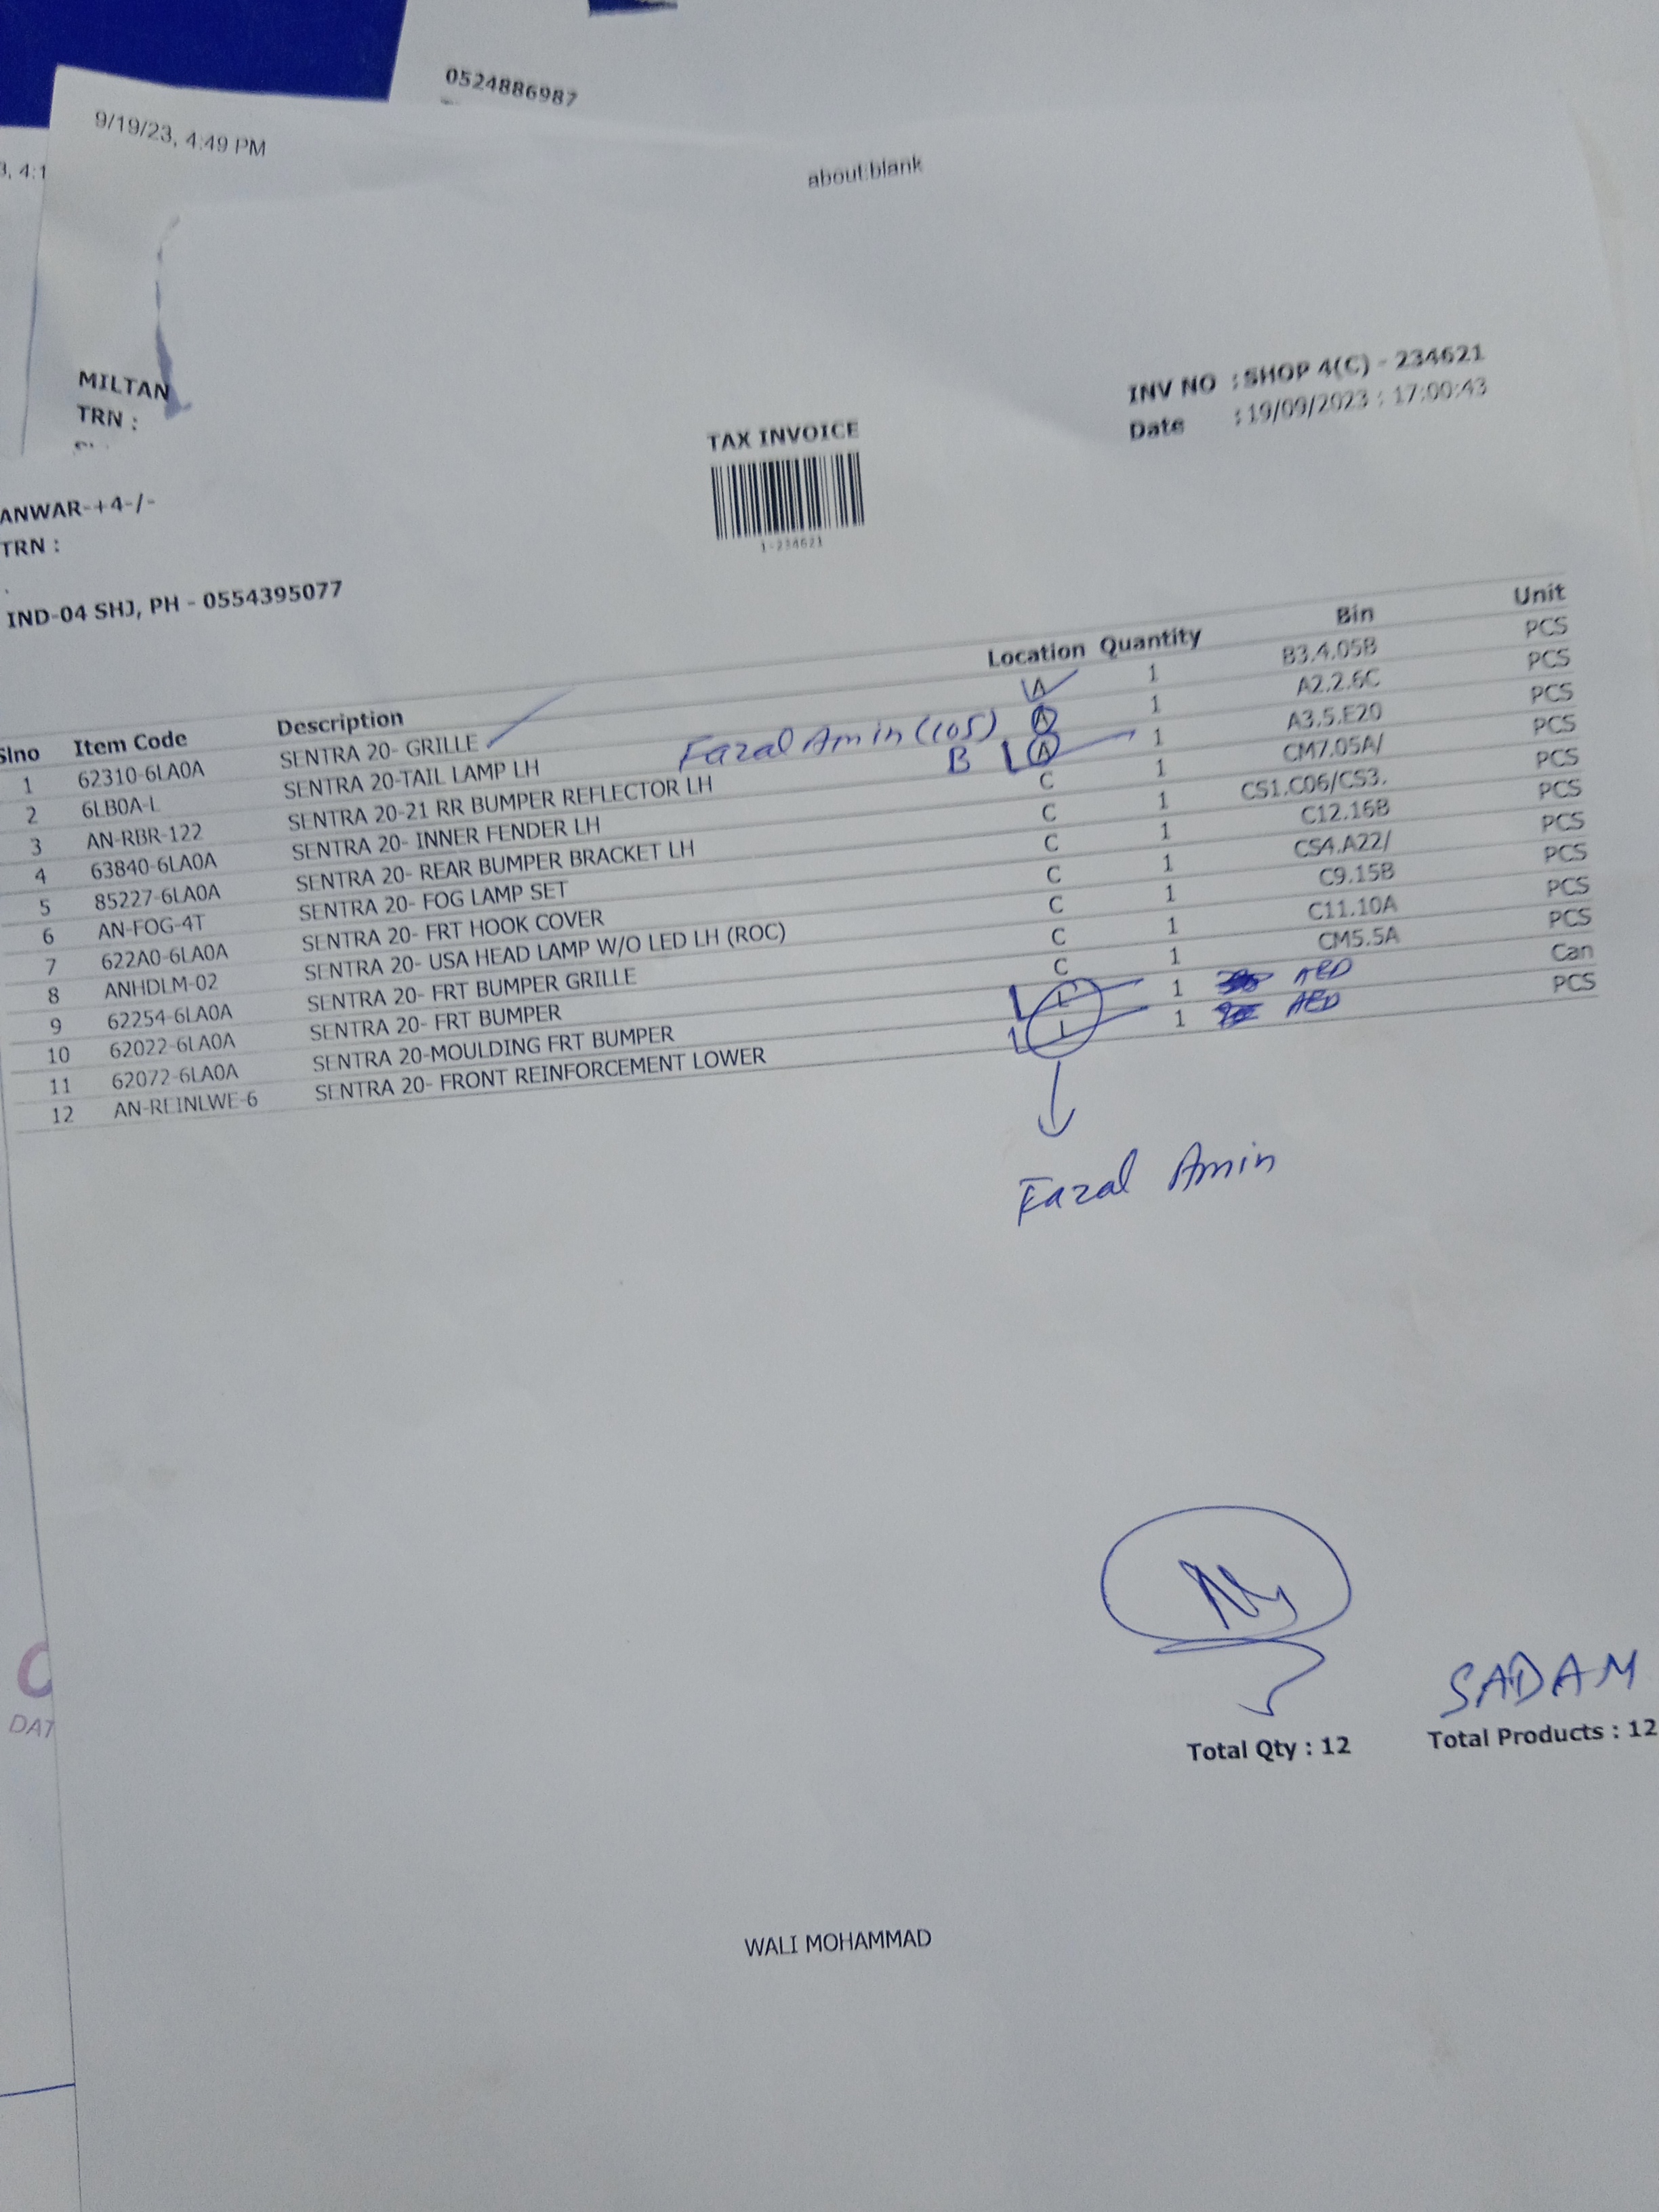 0524886987
9/19/23, 4:49 PM
about:blank
3, 4:1
MILTAN
TRN :
INV NO : SHOP 4(C) - 234621
Date : 19/09/2023 : 17:00:43
TAX INVOICE
1-234621
ANWAR-+4-/-
TRN :
.
IND-04 SHJ, PH - 0554395077
Slno Item Code Description Location Quantity Bin Unit
1 62310-6LA0A SENTRA 20- GRILLE A 1 B3.4.05B PCS
2 6LB0A-L SENTRA 20-TAIL LAMP LH Fazal Amin (105) A 1 A2.2.6C PCS
3 AN-RBR-122 SENTRA 20-21 RR BUMPER REFLECTOR LH B A 1 A3.5.E20 PCS
4 63840-6LA0A SENTRA 20- INNER FENDER LH C 1 CM7.05A/ PCS
5 85227-6LA0A SENTRA 20- REAR BUMPER BRACKET LH C 1 CS1.C06/CS3. PCS
6 AN-FOG-4T SENTRA 20- FOG LAMP SET C 1 C12.16B PCS
7 622A0-6LA0A SENTRA 20- FRT HOOK COVER C 1 CS4.A22/ PCS
8 ANHDLM-02 SENTRA 20- USA HEAD LAMP W/O LED LH (ROC) C 1 C9.15B PCS
9 62254-6LA0A SENTRA 20- FRT BUMPER GRILLE C 1 C11.10A PCS
10 62022-6LA0A SENTRA 20- FRT BUMPER C 1 CM5.5A PCS
11 62072-6LA0A SENTRA 20-MOULDING FRT BUMPER L 1 AED Can
12 AN-REINLWE-6 SENTRA 20- FRONT REINFORCEMENT LOWER L 1 AED PCS
Fazal Amin
SADAM
Total Qty : 12 Total Products : 12
DAT
WALI MOHAMMAD